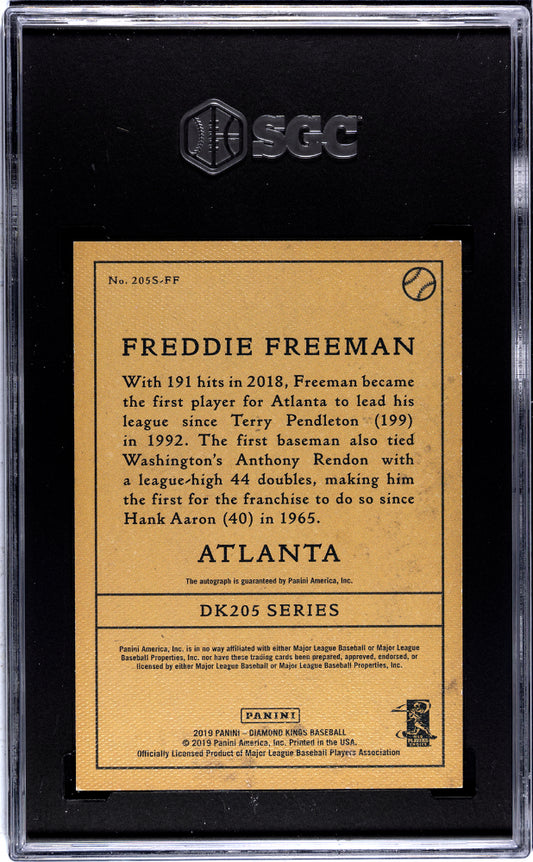 SGC
No. 205S-FF
FREDDIE FREEMAN
With 191 hits in 2018, Freeman became
the first player for Atlanta to lead his
league since Terry Pendleton (199)
in 1992. The first baseman also tied
Washington's Anthony Rendon with
a league-high 44 doubles, making him
the first for the franchise to do so since
Hank Aaron (40) in 1965.
ATLANTA
The autograph is guaranteed by Panini America, Inc.
DK205 SERIES
Panini America, Inc. is in no way affiliated with either Major League Baseball or Major League
Baseball Properties, Inc. nor have these trading cards been prepared, approved, endorsed, or
licensed by either Major League Baseball or Major League Baseball Properties, Inc.
PANINI
2019 PANINI – DIAMOND KINGS BASEBALL
© 2019 Panini America, Inc. Printed in the USA.
Officially Licensed Product of Major League Baseball Players Association